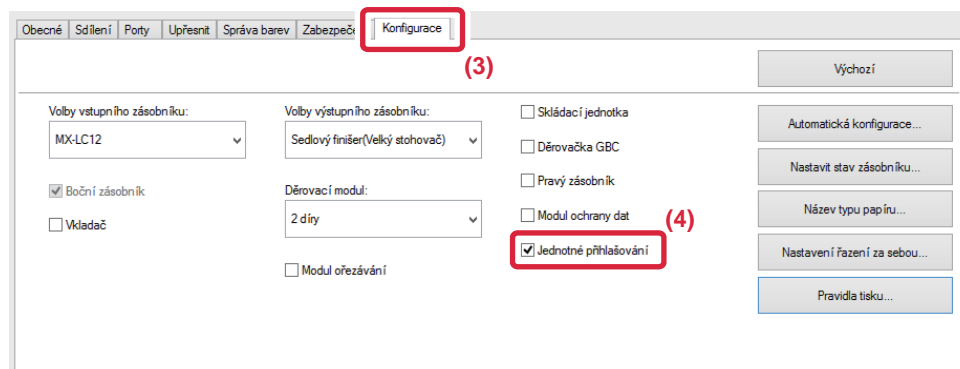 Obecné Sdílení Porty Upřesnit Správa barev Zabezpeče Konfigurace
(3)
Výchozí
Volby vstupního zásobníku:
MX-LC12
Boční zásobník
Vkladač
Volby výstupního zásobníku:
Sedlový finišer(Velký stohovač)
Děrovací modul:
2 díry
Modul ořezávání
Skládací jednotka
Děrovačka GBC
Pravý zásobník
Modul ochrany dat
(4)
Jednotné přihlašování
Automatická konfigurace...
Nastavit stav zásobníku...
Název typu papíru...
Nastavení řazení za sebou...
Pravidla tisku...